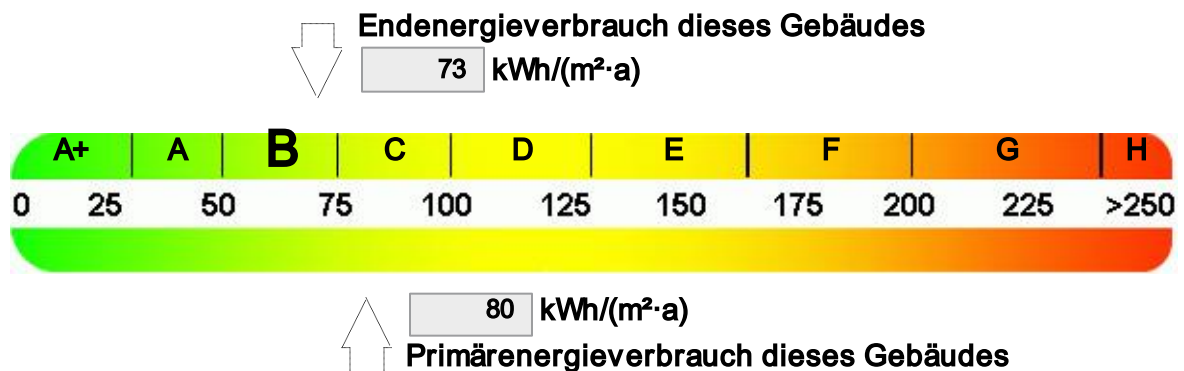 Endenergieverbrauch dieses Gebäudes
73 kWh/(m²·a)
A+ A B C D E F G H
0 25 50 75 100 125 150 175 200 225 >250
80 kWh/(m²·a)
Primärenergieverbrauch dieses Gebäudes